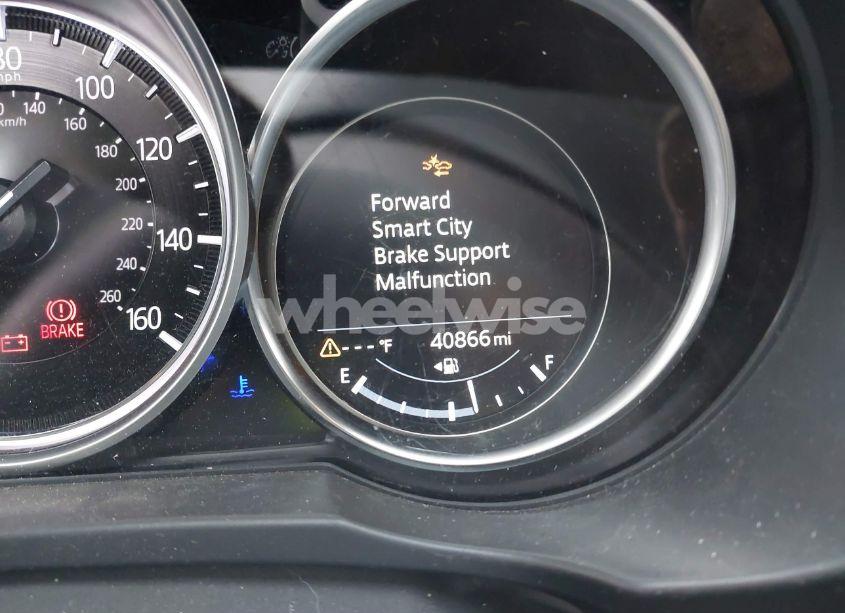 80
mph
100
120
140
160
km/h
140
160
180
200
220
240
260
BRAKE
Forward
Smart City
Brake Support
Malfunction
wheelwise
---°F
40866 mi
E
F